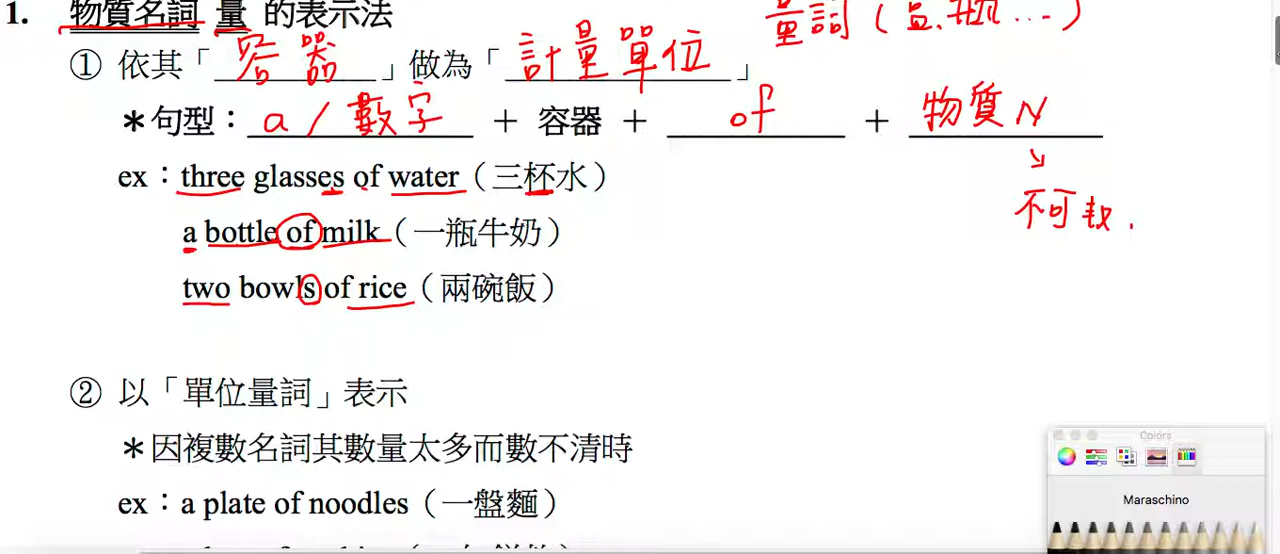 1. 物質名詞 量 的表示法
量詞(盒、瓶...)
① 依其「容器」做為「計量單位」
＊句型：a / 數字 + 容器 + of + 物質N
↘
不可數.
ex：three glasses of water（三杯水）
a bottle of milk（一瓶牛奶）
two bowls of rice（兩碗飯）
② 以「單位量詞」表示
＊因複數名詞其數量太多而數不清時
ex：a plate of noodles（一盤麵）
Colors
Maraschino